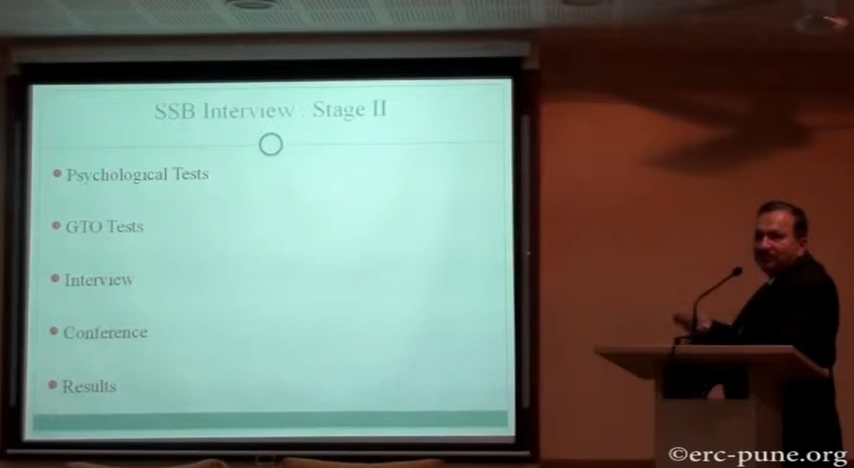 SSB Interview : Stage II
Psychological Tests
GTO Tests
Interview
Conference
Results
©erc-pune.org